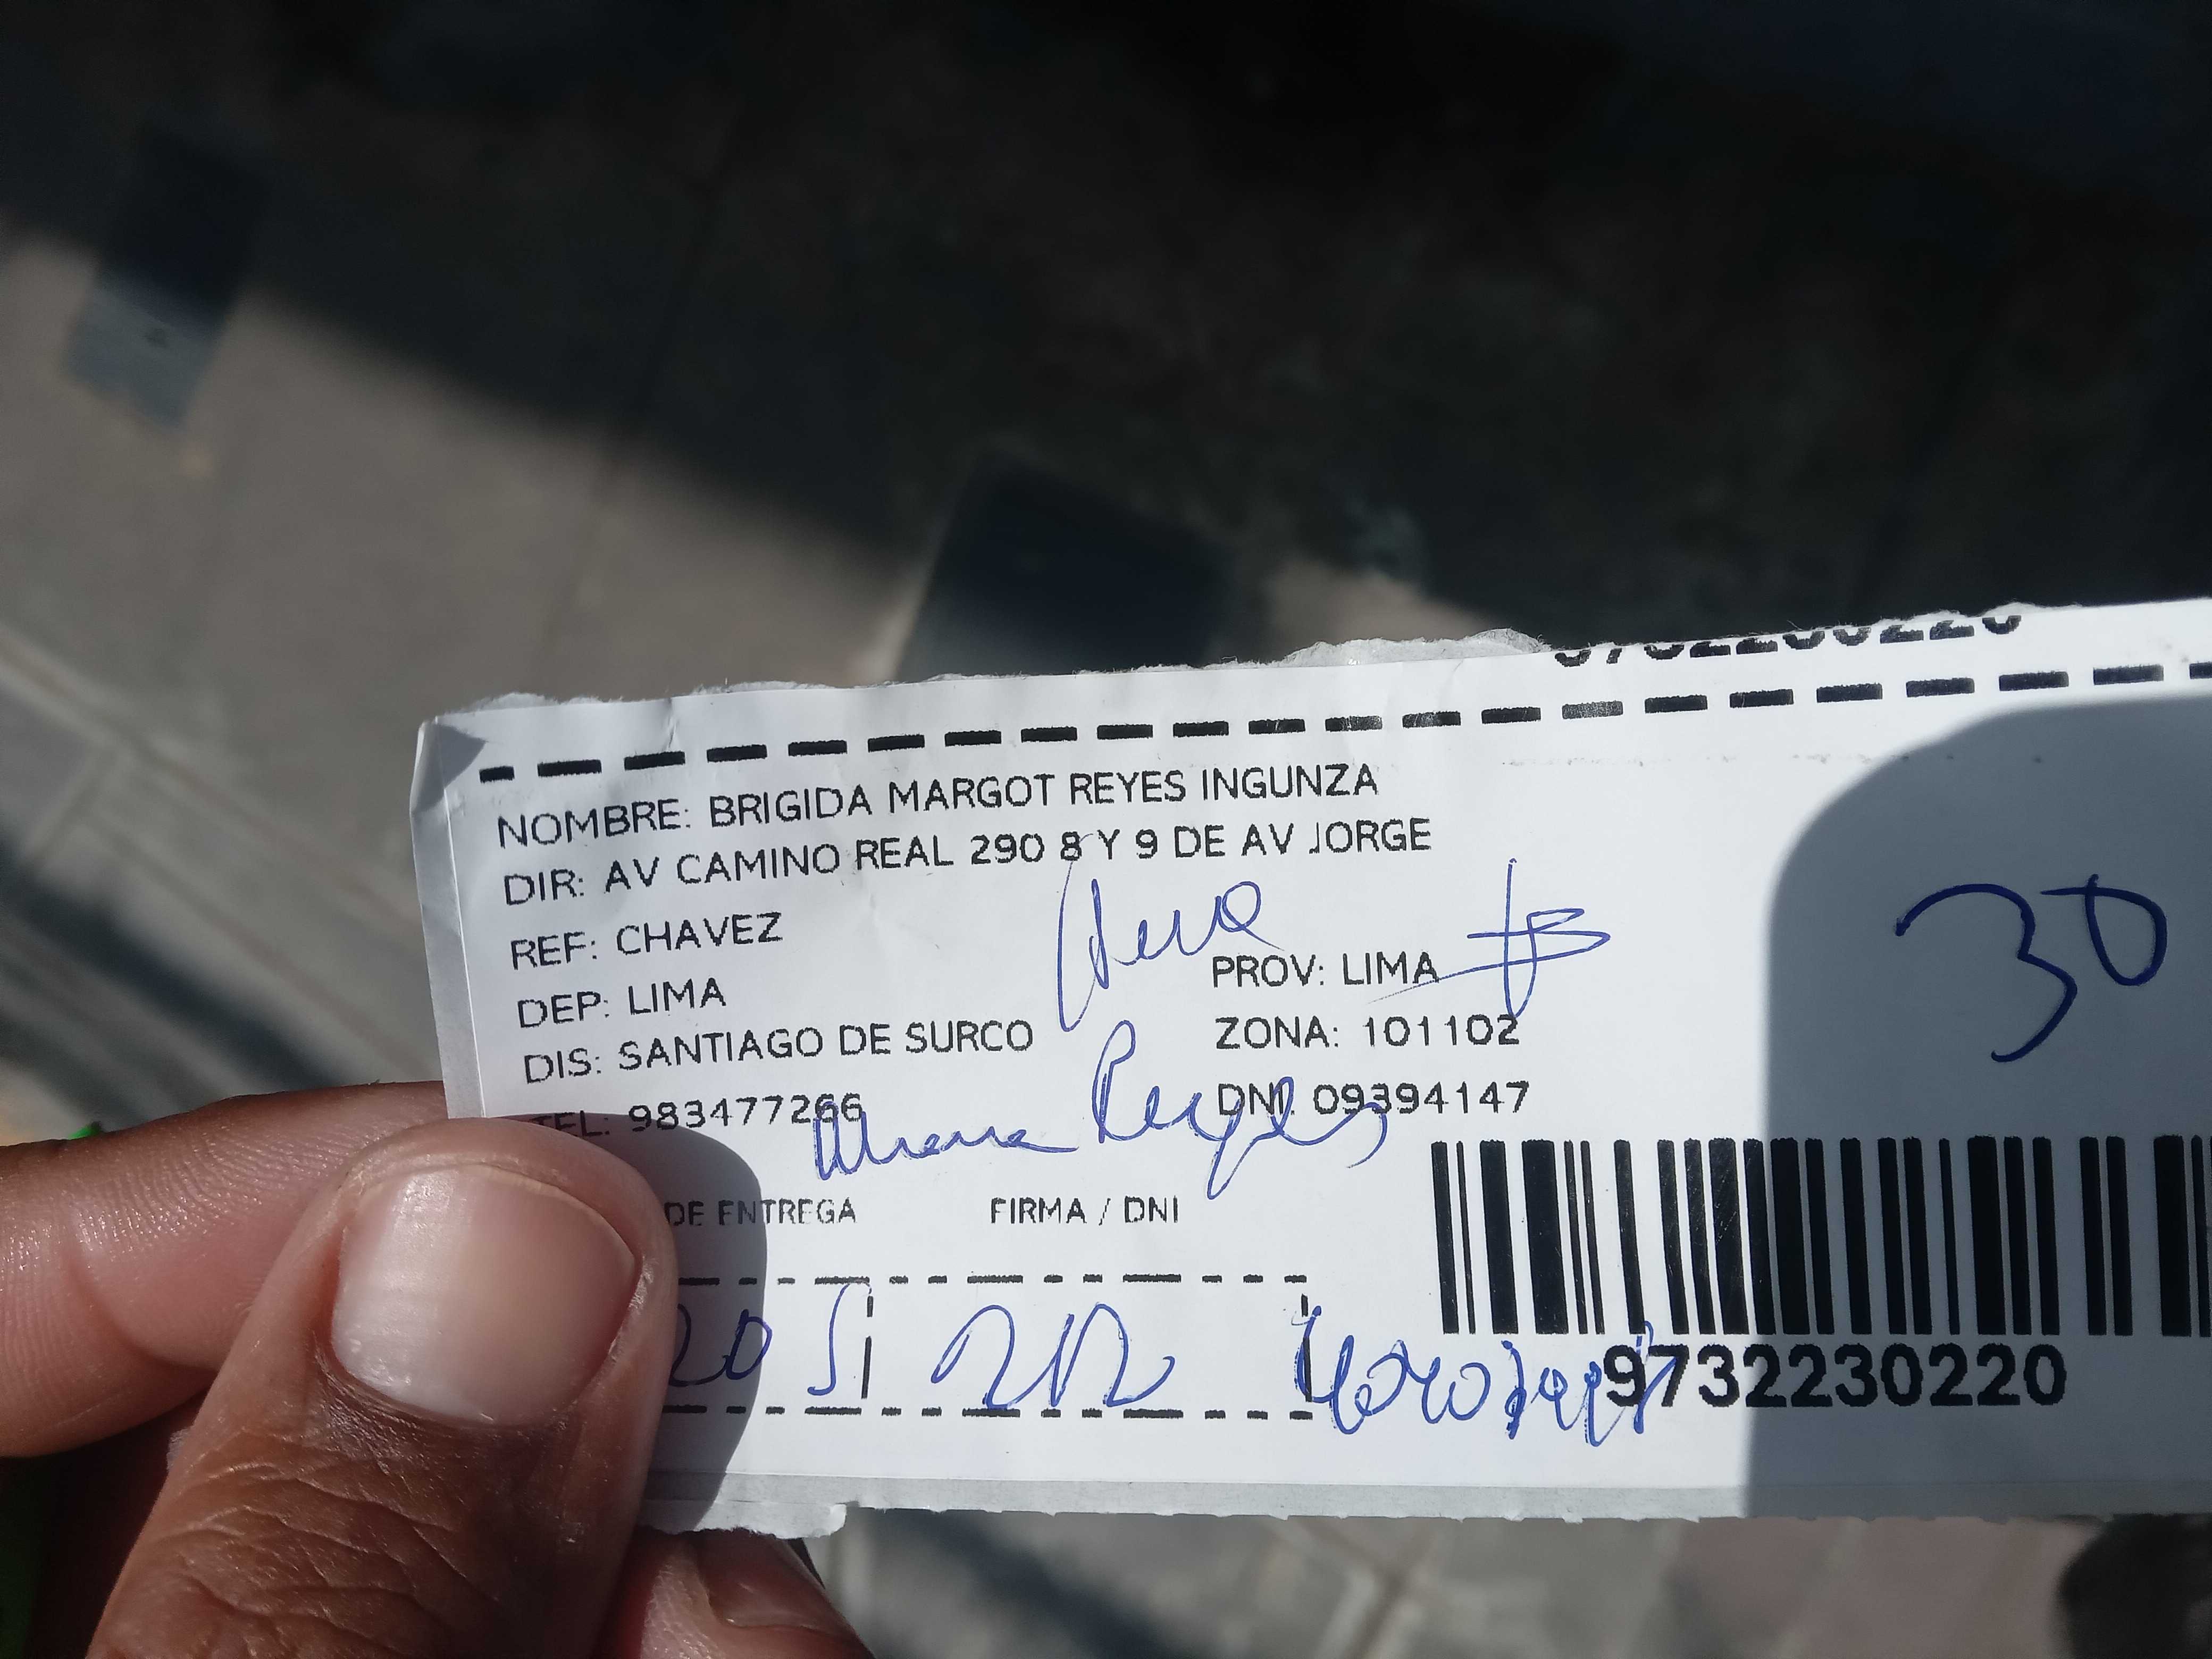 NOMBRE: BRIGIDA MARGOT REYES INGUNZA
DIR: AV CAMINO REAL 290 8 Y 9 DE AV JORGE
REF: CHAVEZ
DEP: LIMA PROV: LIMA
DIS: SANTIAGO DE SURCO ZONA: 101102
TEL: 983477266 DNI: 09394147
Reyes
30
DE ENTREGA FIRMA / DNI
9732230220